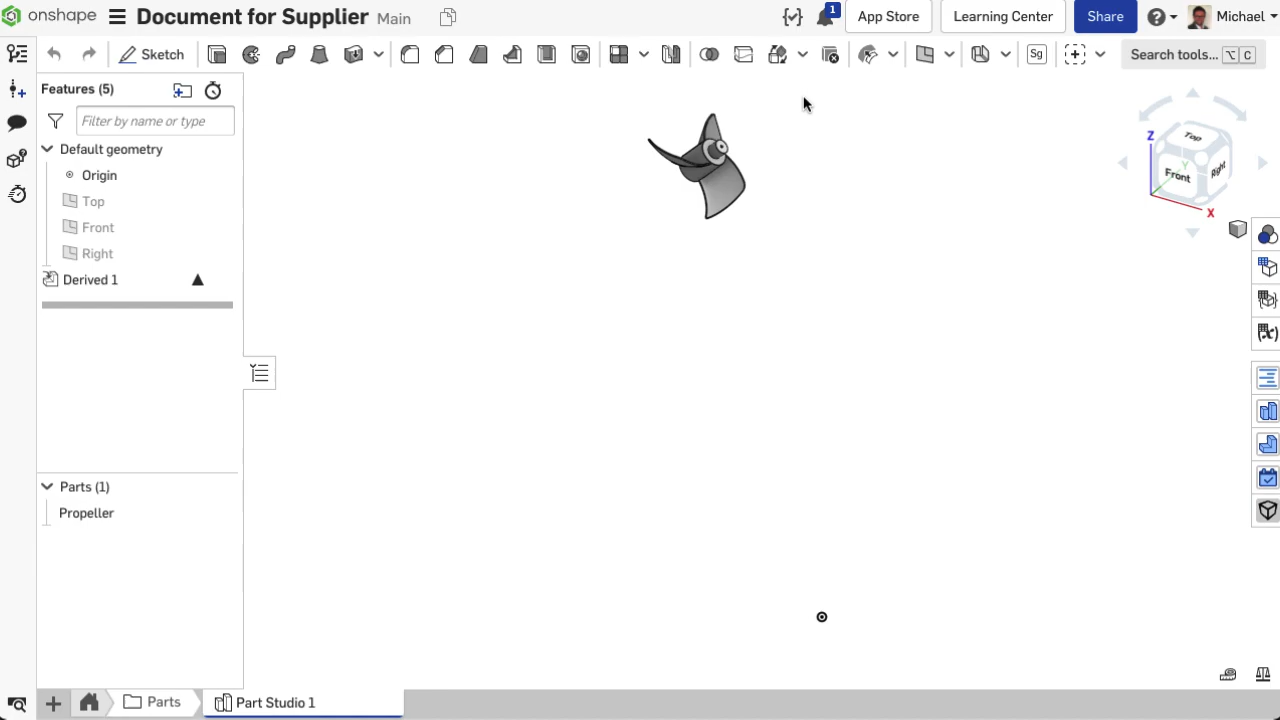 onshape Document for Supplier Main 1 App Store Learning Center Share Michael
Sketch Sg Search tools... ⌥ C
Features (5)
Filter by name or type
Default geometry
Origin
Top
Front
Right
Derived 1
Parts (1)
Propeller
Top
Front
Right
Z
Y
X
Parts
Part Studio 1